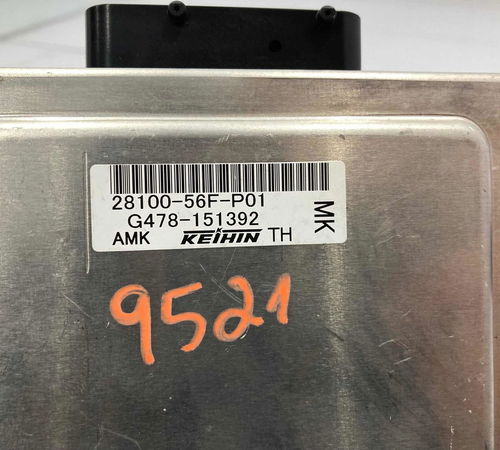 28100-56F-P01
G478-151392
AMK KEIHIN TH
MK
9521